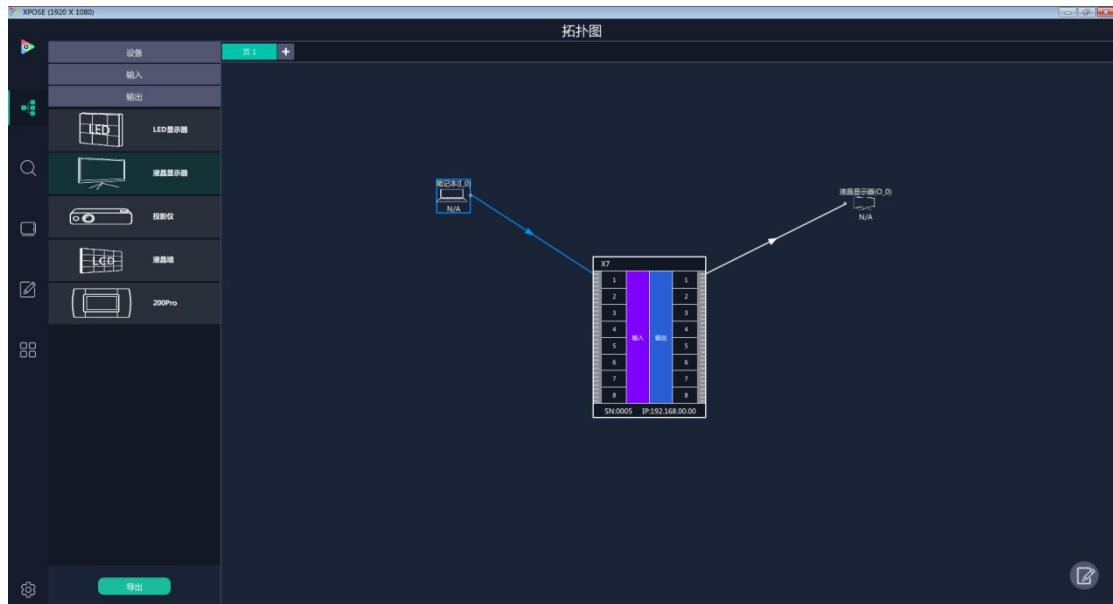 XPOSE (1920 X 1080)
拓扑图
设备
页 1
+
输入
输出
LED
LED显示器
液晶显示器
投影仪
LCD
液晶墙
200Pro
导出
笔记本(I_0)
N/A
液晶显示器(O_0)
N/A
X7
1 1
2 2
3 3
4 4
输入 输出
5 5
6 6
7 7
8 8
SN:0005 IP:192.168.00.00